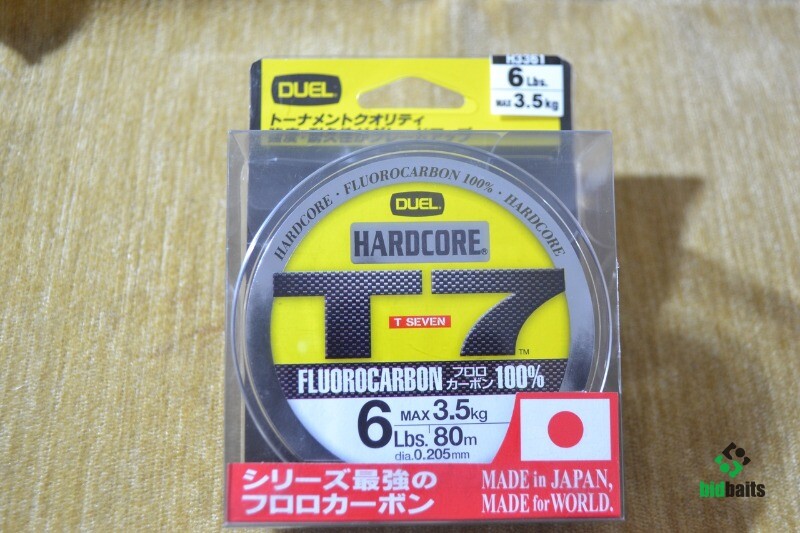 DUEL
H3361
6 Lbs.
MAX 3.5kg
トーナメントクオリティ
HARDCORE · FLUOROCARBON 100% · HARDCORE
DUEL
HARDCORE®
T7™
T SEVEN
FLUOROCARBON フロロカーボン 100%
6 Lbs. MAX 3.5kg
80m
dia.0.205mm
シリーズ最強の
フロロカーボン
MADE in JAPAN,
MADE for WORLD.
bidbaits